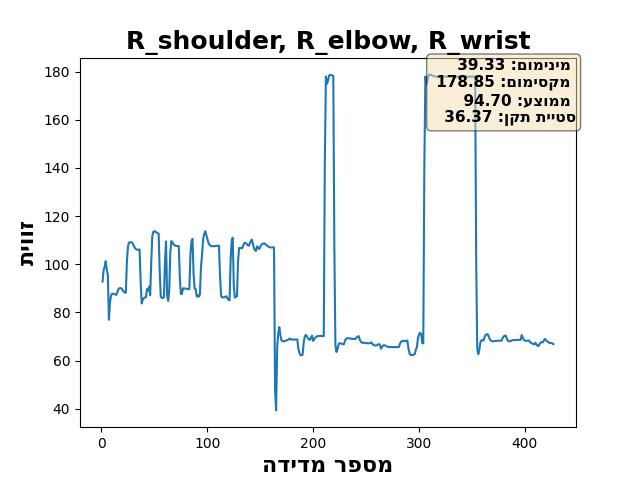 R_shoulder, R_elbow, R_wrist
מינימום: 39.33
מקסימום: 178.85
ממוצע: 94.70
סטיית תקן: 36.37
180
160
140
120
100
80
60
40
זווית
0 100 200 300 400
מספר מדידה